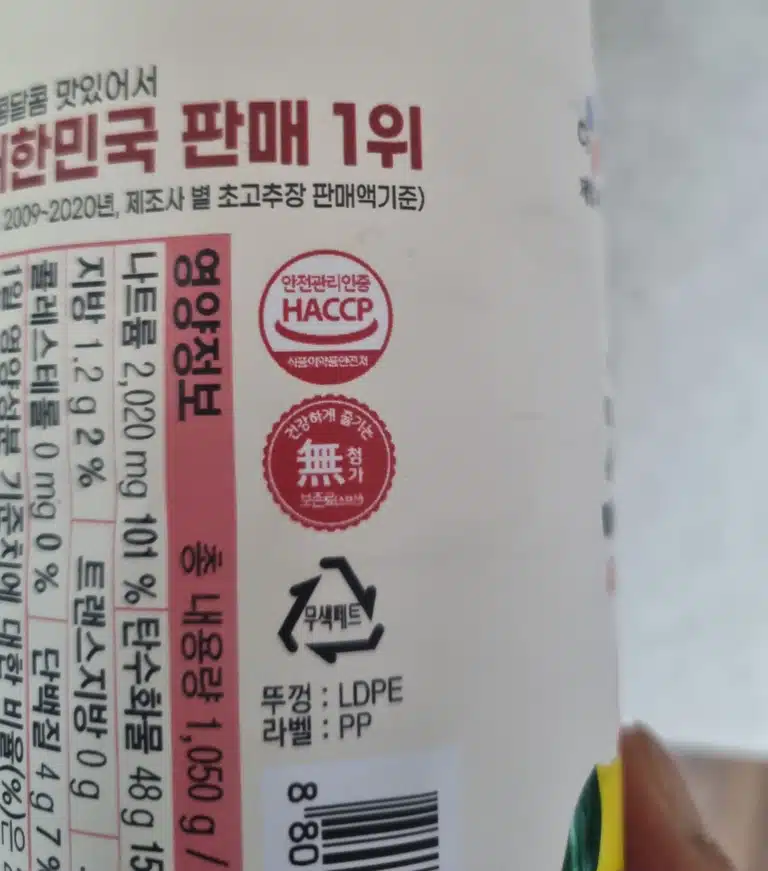 맛있어서
한민국 판매 1위
2009~2020년, 제조사 별 초고추장 판매액기준)
안전관리인증
HACCP
식품의약품안전처
건강하게 즐기는
無 첨가
무색페트
뚜껑 : LDPE
라벨 : PP
영양정보 총 내용량 1,050 g /
나트륨 2,020 mg 101 % 탄수화물 48 g 15
지방 1.2 g 2 % 트랜스지방 0 g
콜레스테롤 0 mg 0 % 단백질 4 g 7 %
1일 영양성분 기준치에 대한 비율(%)은
8 80